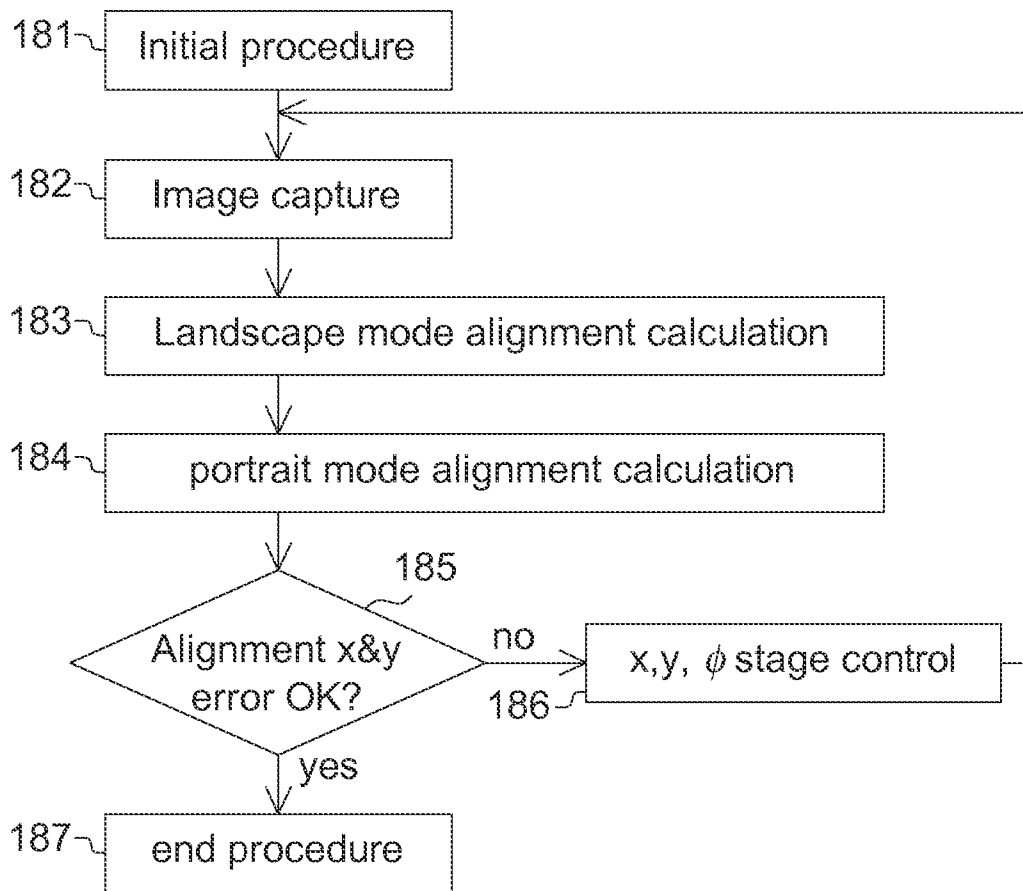 181
Initial procedure
182
Image capture
183
Landscape mode alignment calculation
184
portrait mode alignment calculation
185
Alignment x&y
error OK?
no
x,y, ϕ stage control
186
yes
187
end procedure